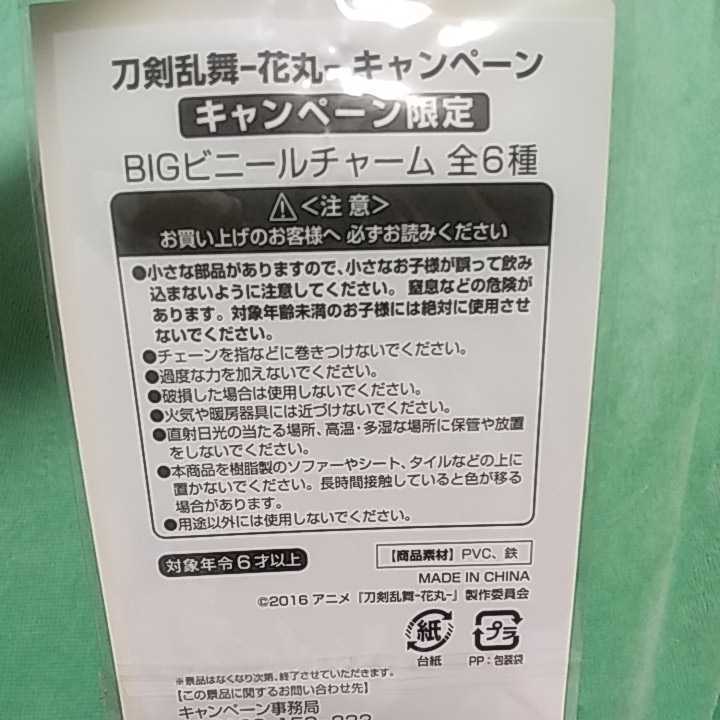 刀剣乱舞-花丸- キャンペーン
キャンペーン限定
BIGビニールチャーム 全6種
⚠<注意>
お買い上げのお客様へ 必ずお読みください
●小さな部品がありますので、小さなお子様が誤って飲み
込まないように注意してください。窒息などの危険が
あります。対象年齢未満のお子様には絶対に使用させ
ないでください。
●チェーンを指などに巻きつけないでください。
●過度な力を加えないでください。
●破損した場合は使用しないでください。
●火気や暖房器具には近づけないでください。
●直射日光の当たる場所、高温・多湿な場所に保管や放置
をしないでください。
●本商品を樹脂製のソファーやシート、タイルなどの上に
置かないでください。長時間接触していると色が移る
場合があります。
●用途以外には使用しないでください。
対象年令6才以上
【商品素材】PVC、鉄
MADE IN CHINA
©2016 アニメ『刀剣乱舞-花丸-』製作委員会
紙 プラ
台紙 PP:包装袋
※景品はなくなり次第、終了させていただきます。
【この景品に関するお問い合わせ先】
キャンペーン事務局